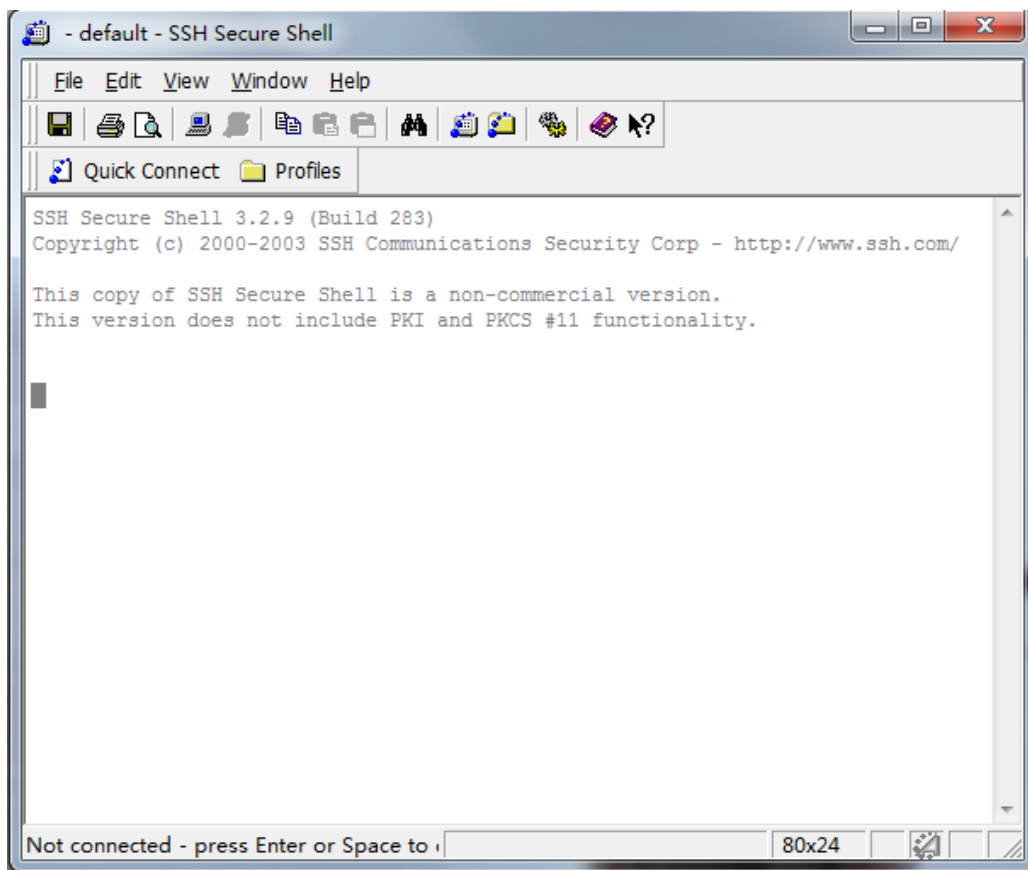 - default - SSH Secure Shell
File Edit View Window Help
Quick Connect Profiles
SSH Secure Shell 3.2.9 (Build 283)
Copyright (c) 2000-2003 SSH Communications Security Corp - http://www.ssh.com/
This copy of SSH Secure Shell is a non-commercial version.
This version does not include PKI and PKCS #11 functionality.
Not connected - press Enter or Space to 80x24